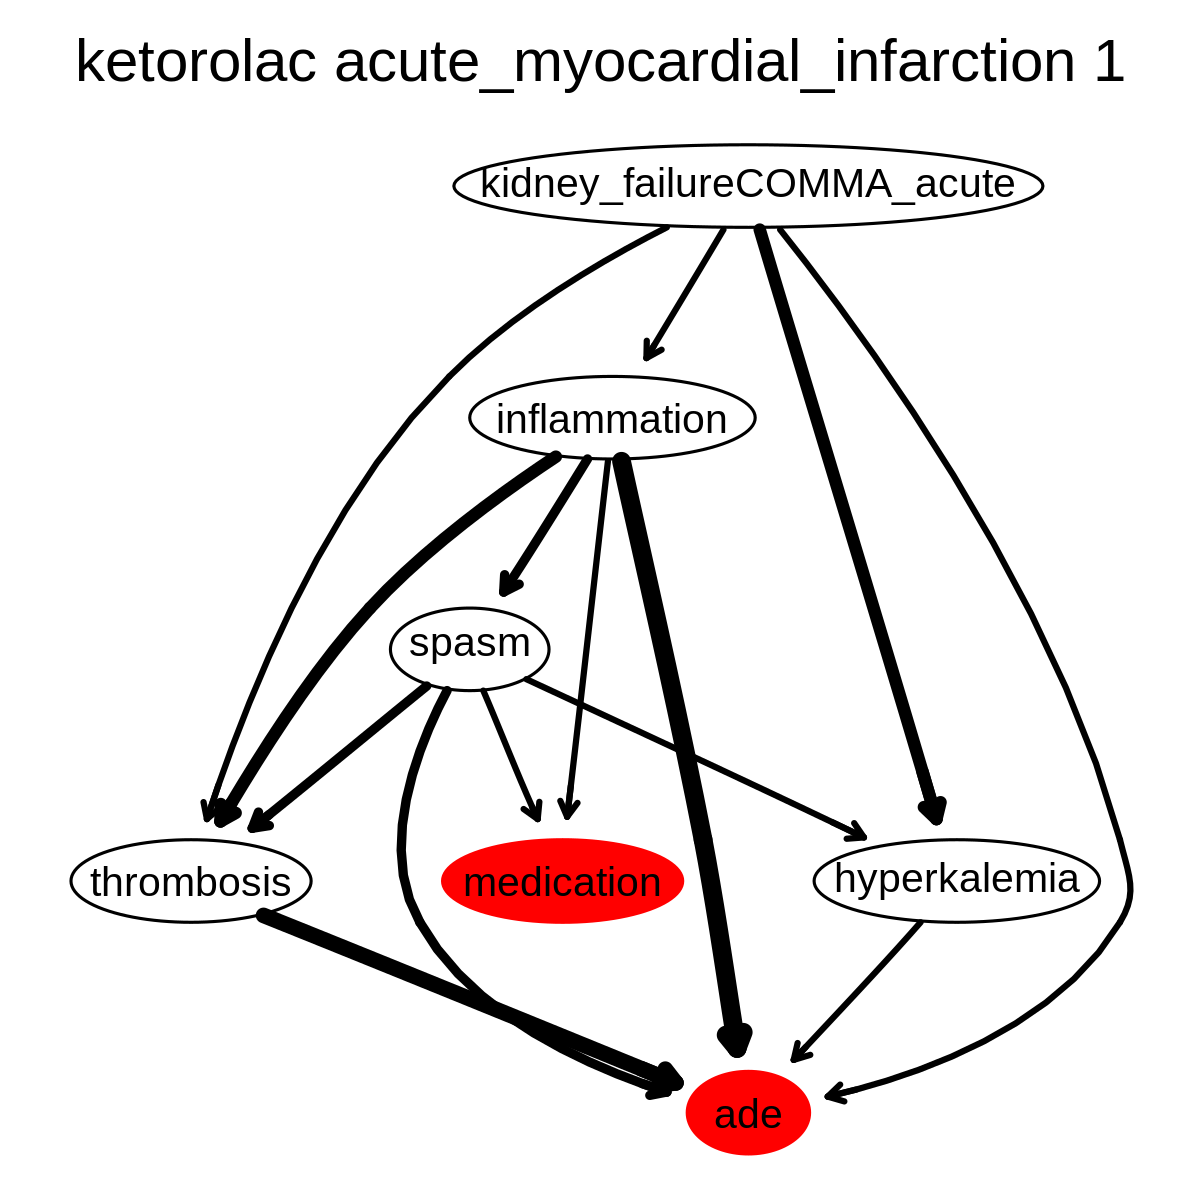 ketorolac acute_myocardial_infarction 1
kidney_failureCOMMA_acute
inflammation
spasm
thrombosis
medication
hyperkalemia
ade